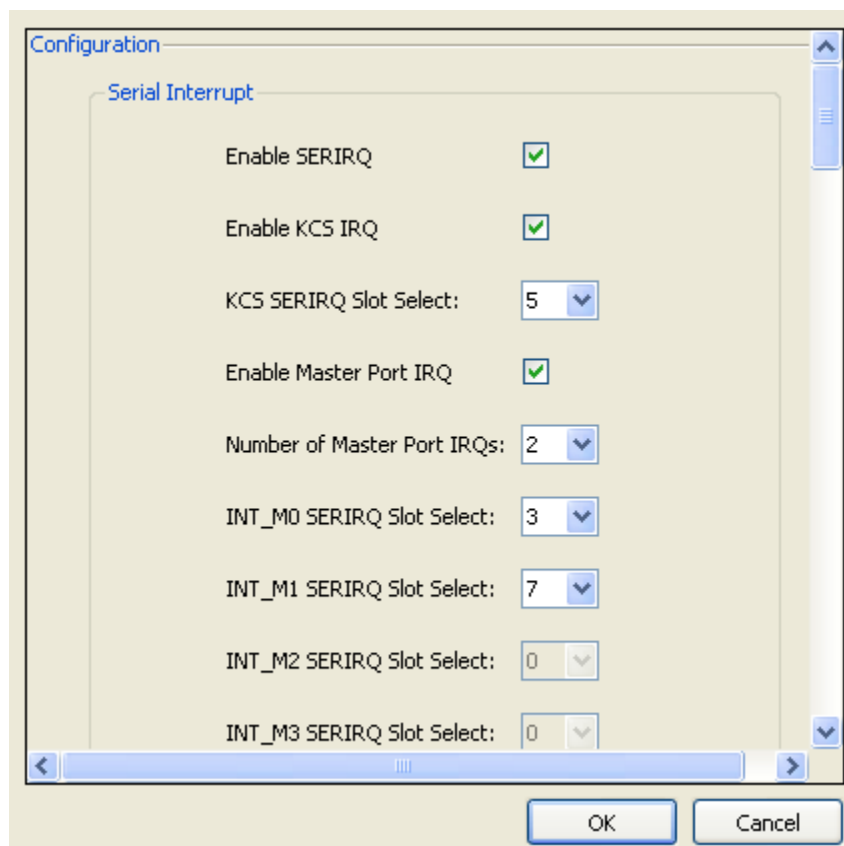 Configuration
Serial Interrupt
Enable SERIRQ
Enable KCS IRQ
KCS SERIRQ Slot Select: 5
Enable Master Port IRQ
Number of Master Port IRQs: 2
INT_M0 SERIRQ Slot Select: 3
INT_M1 SERIRQ Slot Select: 7
INT_M2 SERIRQ Slot Select: 0
INT_M3 SERIRQ Slot Select: 0
OK Cancel